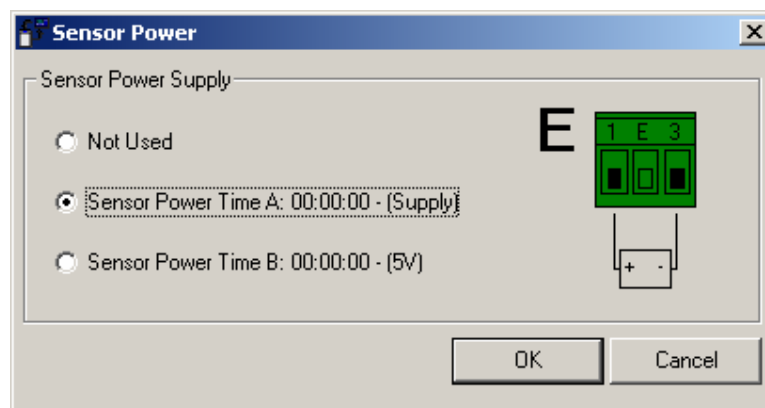 Sensor Power
Sensor Power Supply
Not Used
Sensor Power Time A: 00:00:00 - (Supply)
Sensor Power Time B: 00:00:00 - (5V)
E
1 E 3
+ -
OK
Cancel